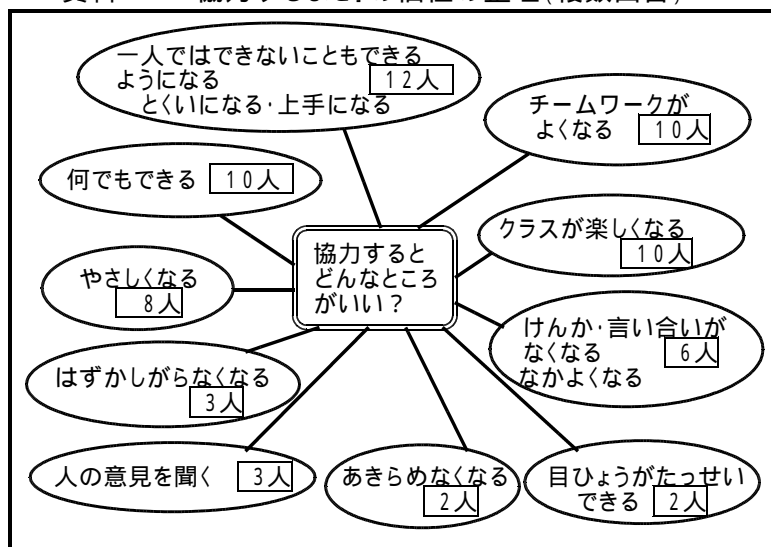 一人ではできないこともできる
ようになる 12人
とくいになる・上手になる
チームワークが
よくなる 10人
何でもできる 10人
クラスが楽しくなる
10人
協力すると
どんなところ
がいい?
やさしくなる
8人
けんか・言い合いが
なくなる 6人
なかよくなる
はずかしがらなくなる
3人
人の意見を聞く 3人
あきらめなくなる
2人
目ひょうがたっせい
できる 2人